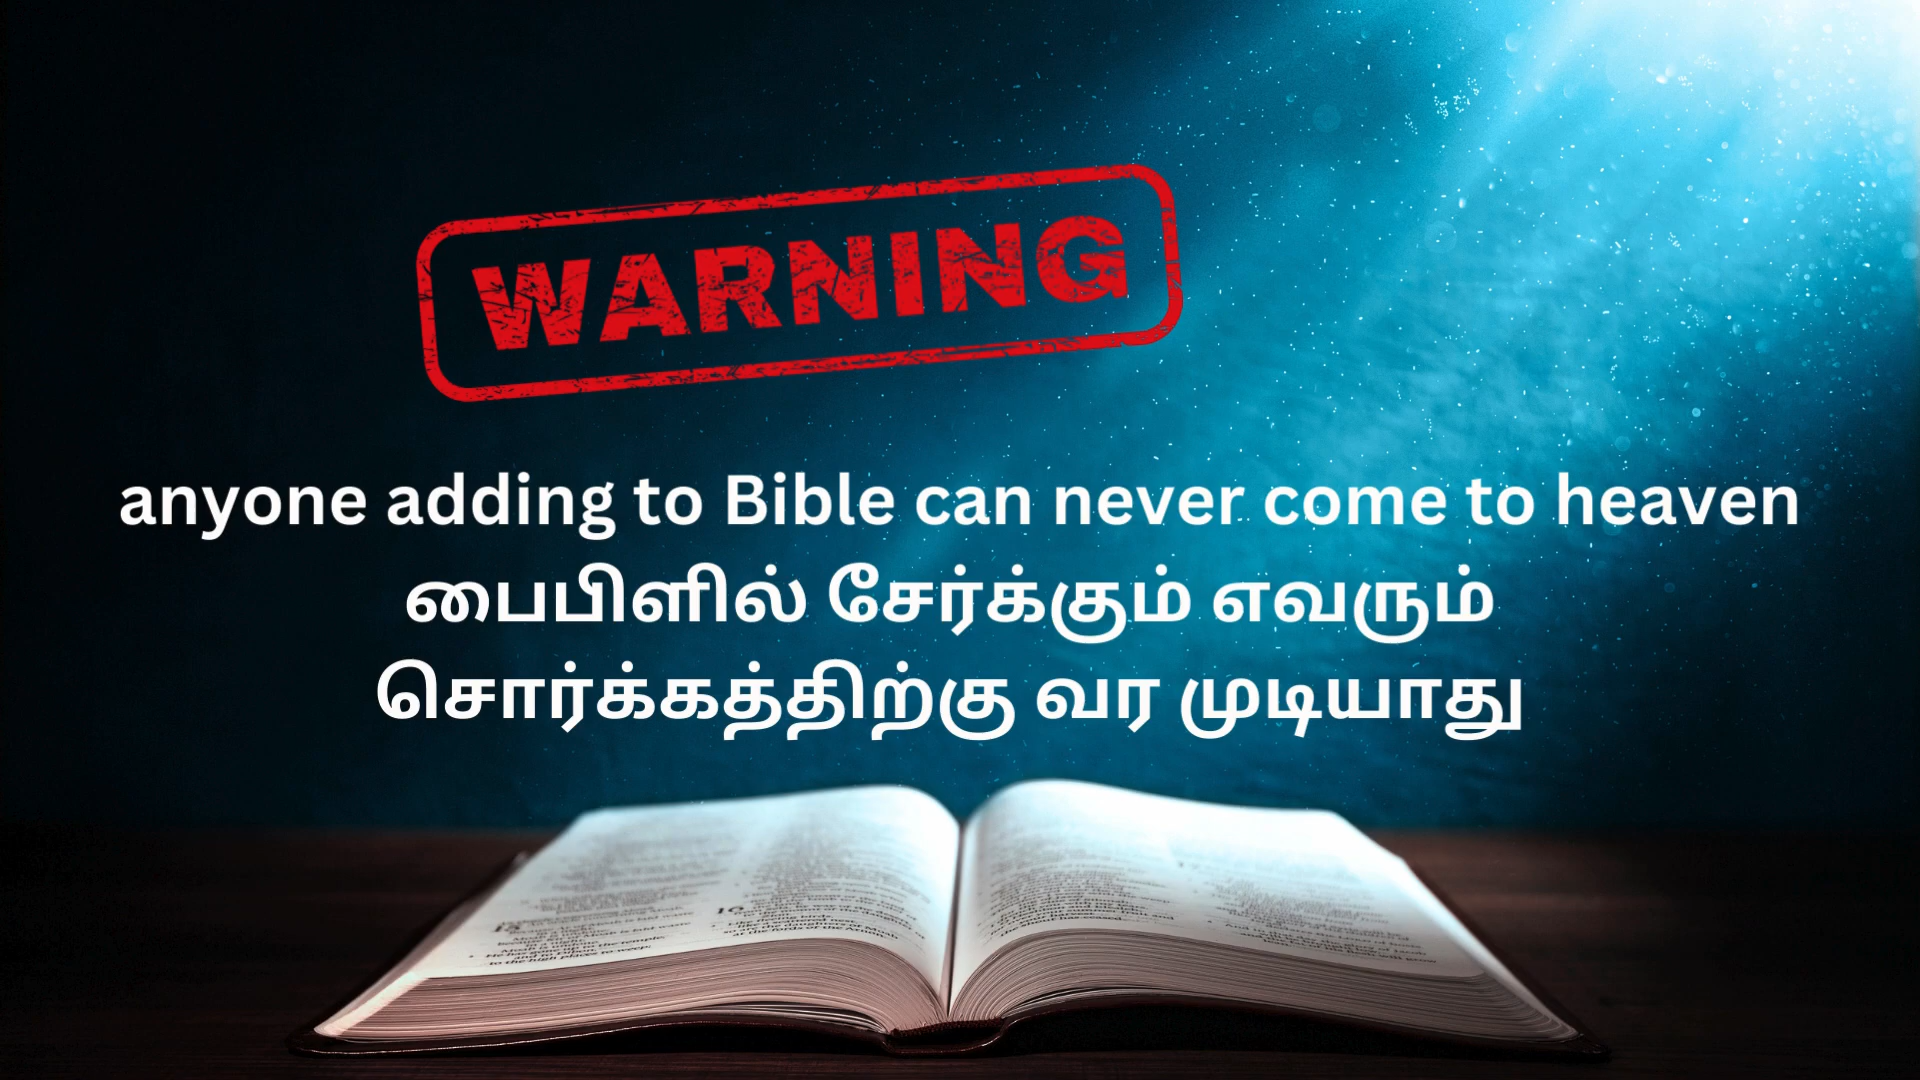 WARNING
anyone adding to Bible can never come to heaven
பைபிளில் சேர்க்கும் எவரும்
சொர்க்கத்திற்கு வர முடியாது